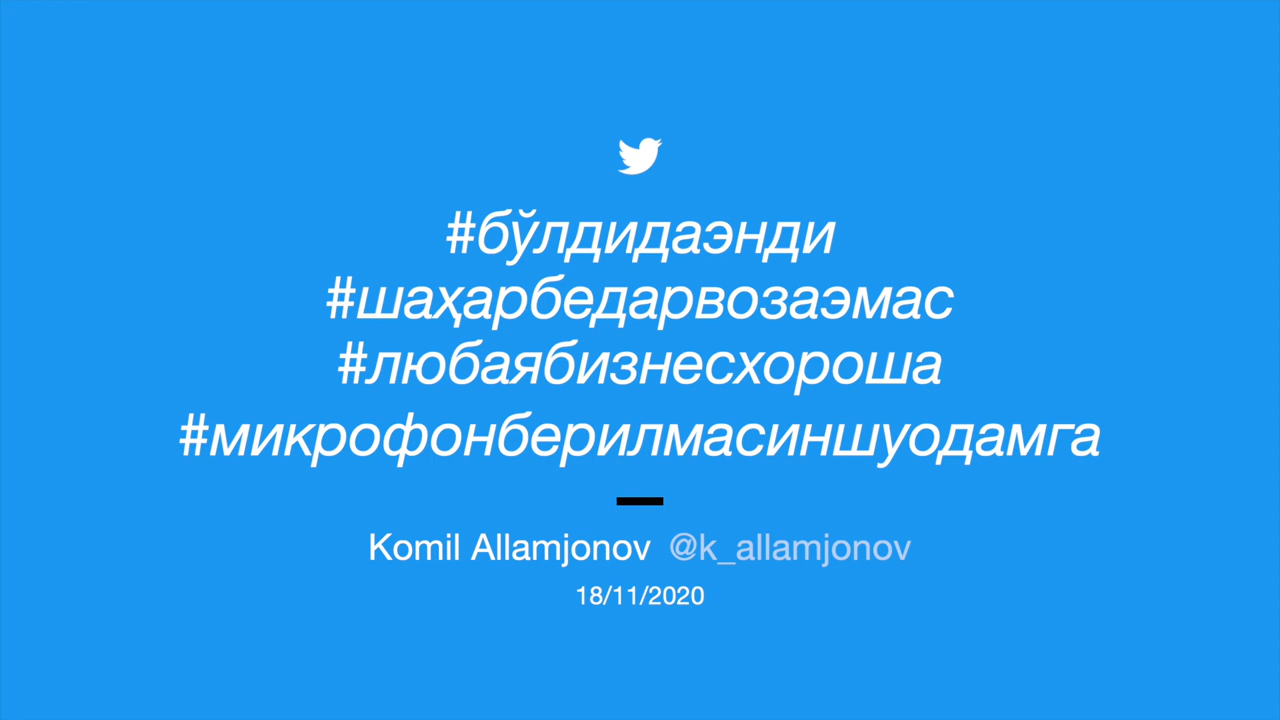 #бўлдидаэнди
#шаҳарбедарвозаэмас
#любаябизнесхороша
#микрофонберилмасиншуодамга
Komil Allamjonov @k_allamjonov
18/11/2020